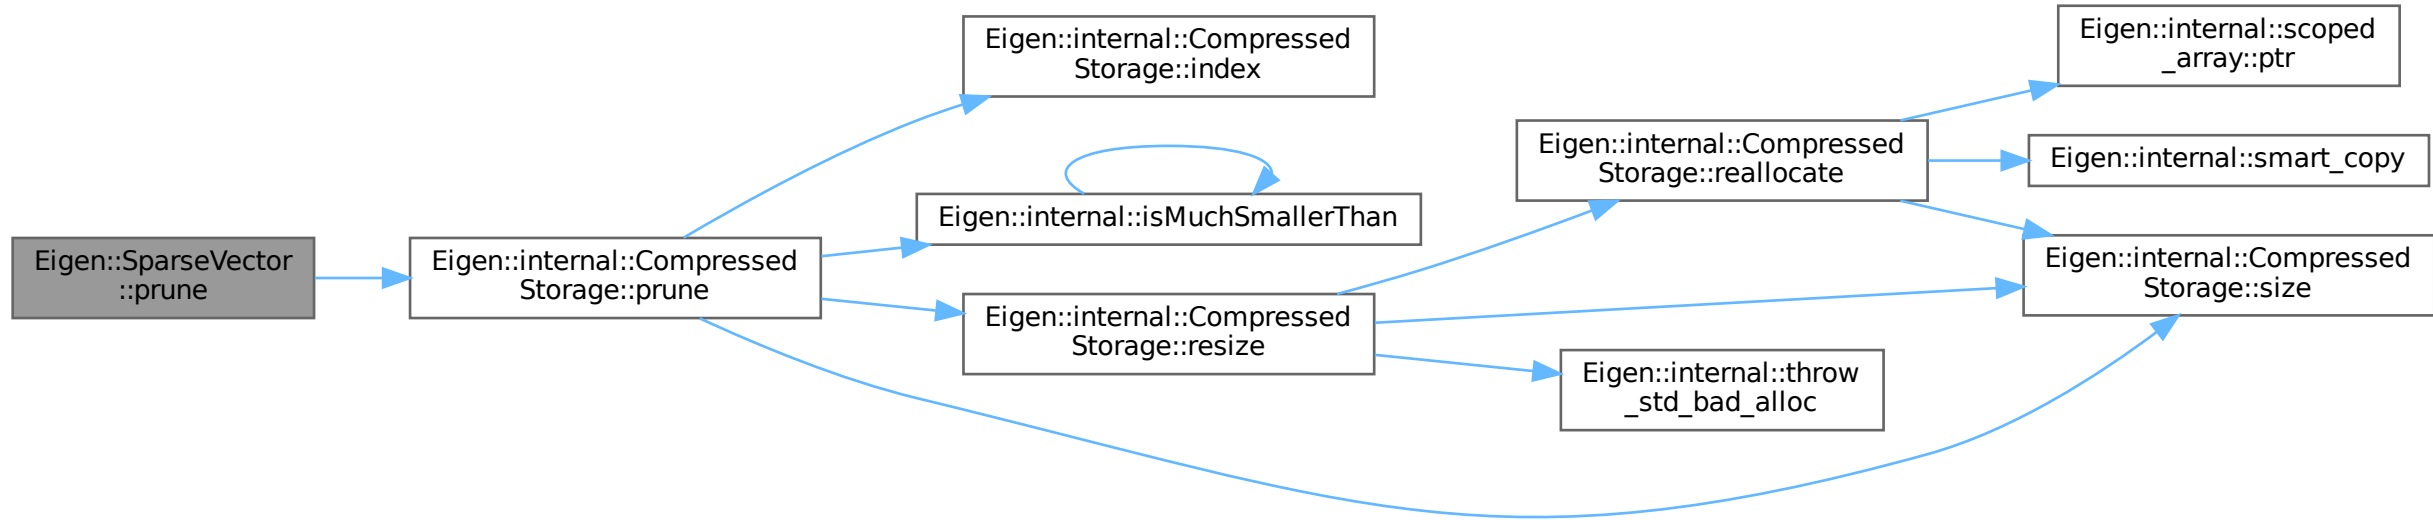 Eigen::SparseVector
::prune
Eigen::internal::Compressed
Storage::prune
Eigen::internal::Compressed
Storage::index
Eigen::internal::isMuchSmallerThan
Eigen::internal::Compressed
Storage::resize
Eigen::internal::Compressed
Storage::reallocate
Eigen::internal::throw
_std_bad_alloc
Eigen::internal::scoped
_array::ptr
Eigen::internal::smart_copy
Eigen::internal::Compressed
Storage::size